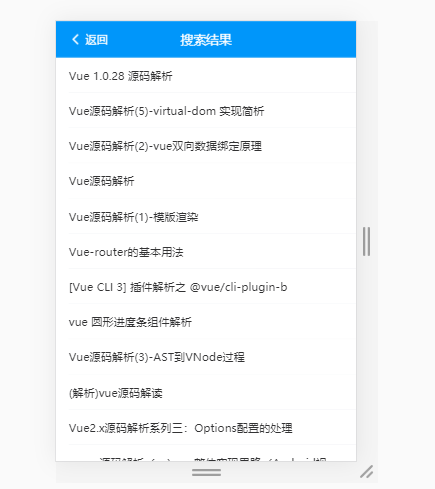 返回
搜索结果
Vue 1.0.28 源码解析
Vue源码解析(5)-virtual-dom 实现简析
Vue源码解析(2)-vue双向数据绑定原理
Vue源码解析
Vue源码解析(1)-模版渲染
Vue-router的基本用法
[Vue CLI 3] 插件解析之 @vue/cli-plugin-b
vue 圆形进度条组件解析
Vue源码解析(3)-AST到VNode过程
(解析)vue源码解读
Vue2.x源码解析系列三：Options配置的处理